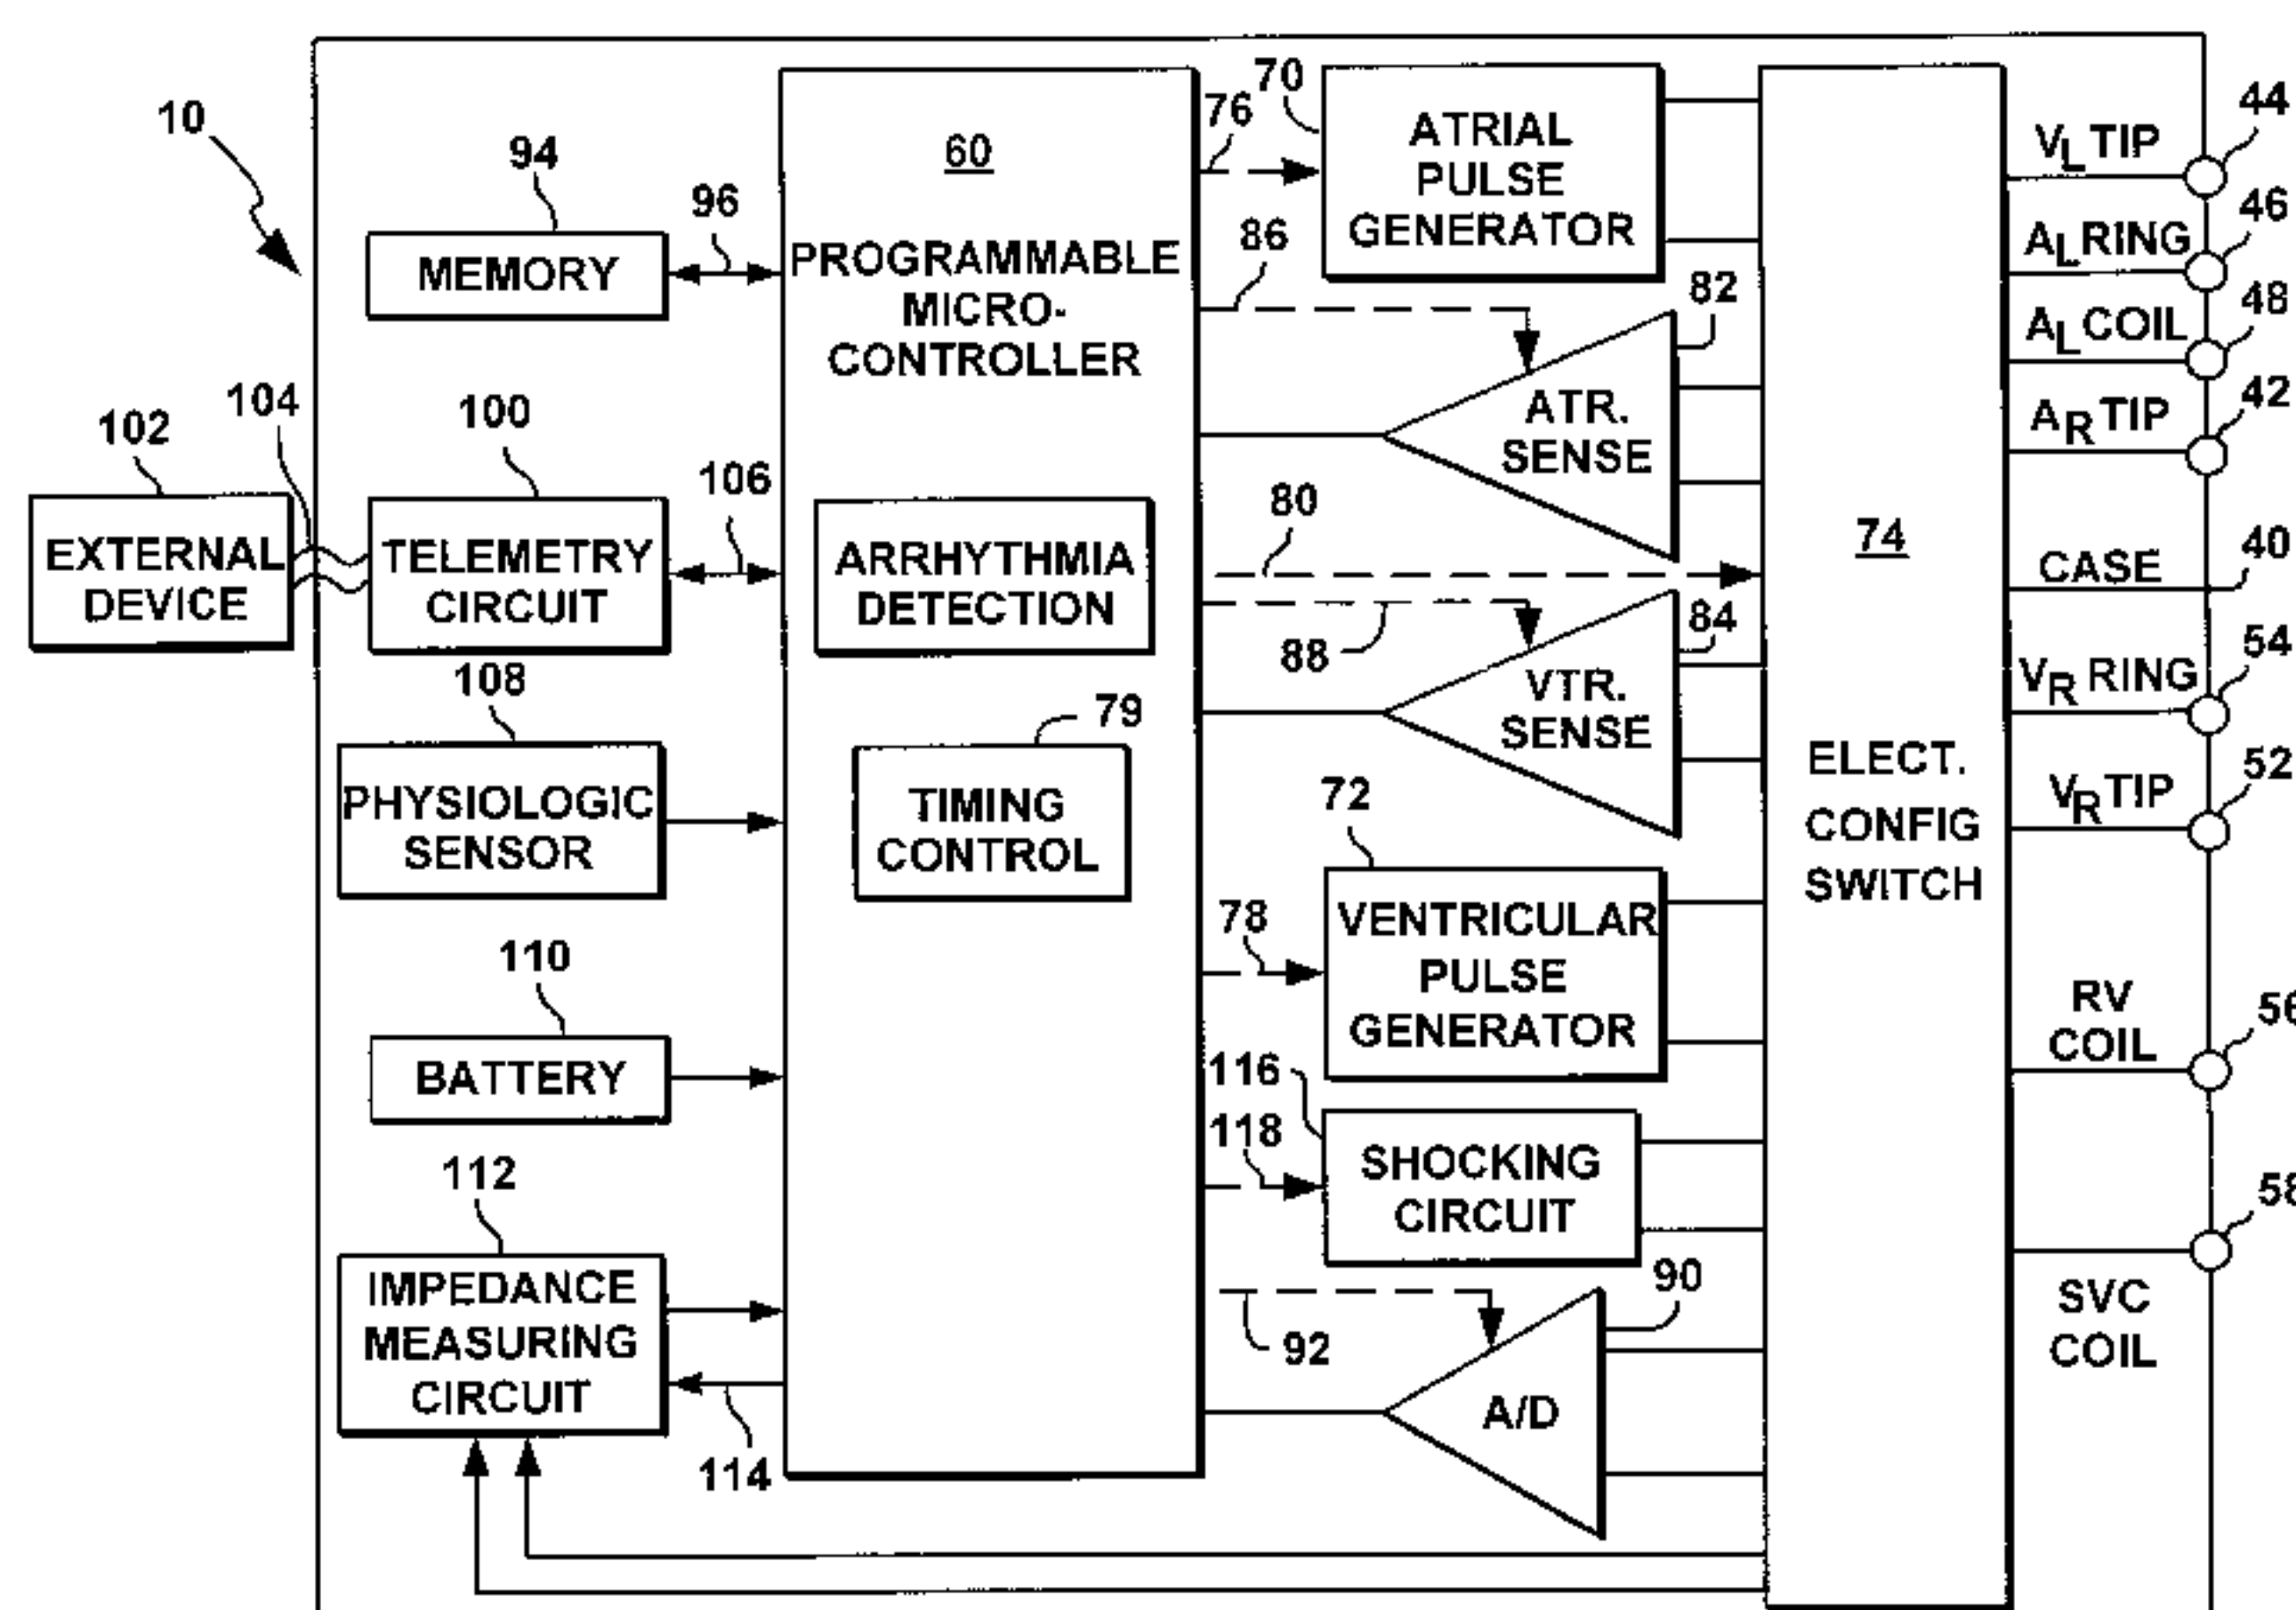 10
94
MEMORY
96
60
PROGRAMMABLE
MICRO-
CONTROLLER
102
104
EXTERNAL
DEVICE
100
TELEMETRY
CIRCUIT
106
ARRHYTHMIA
DETECTION
108
PHYSIOLOGIC
SENSOR
79
TIMING
CONTROL
110
BATTERY
112
IMPEDANCE
MEASURING
CIRCUIT
114
76
70
ATRIAL
PULSE
GENERATOR
86
82
ATR.
SENSE
80
88
84
VTR.
SENSE
72
78
VENTRICULAR
PULSE
GENERATOR
116
118
SHOCKING
CIRCUIT
90
92
A/D
74
ELECT.
CONFIG
SWITCH
VL TIP
44
AL RING
46
AL COIL
48
AR TIP
42
CASE
40
VR RING
54
VR TIP
52
RV
COIL
56
58
SVC
COIL